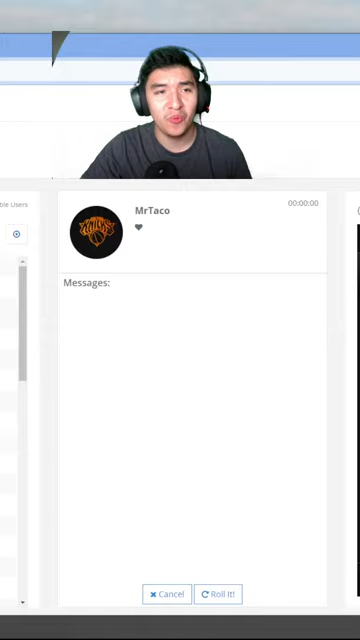 ble Users
MrTaco
00:00:00
Messages:
Cancel
Roll It!